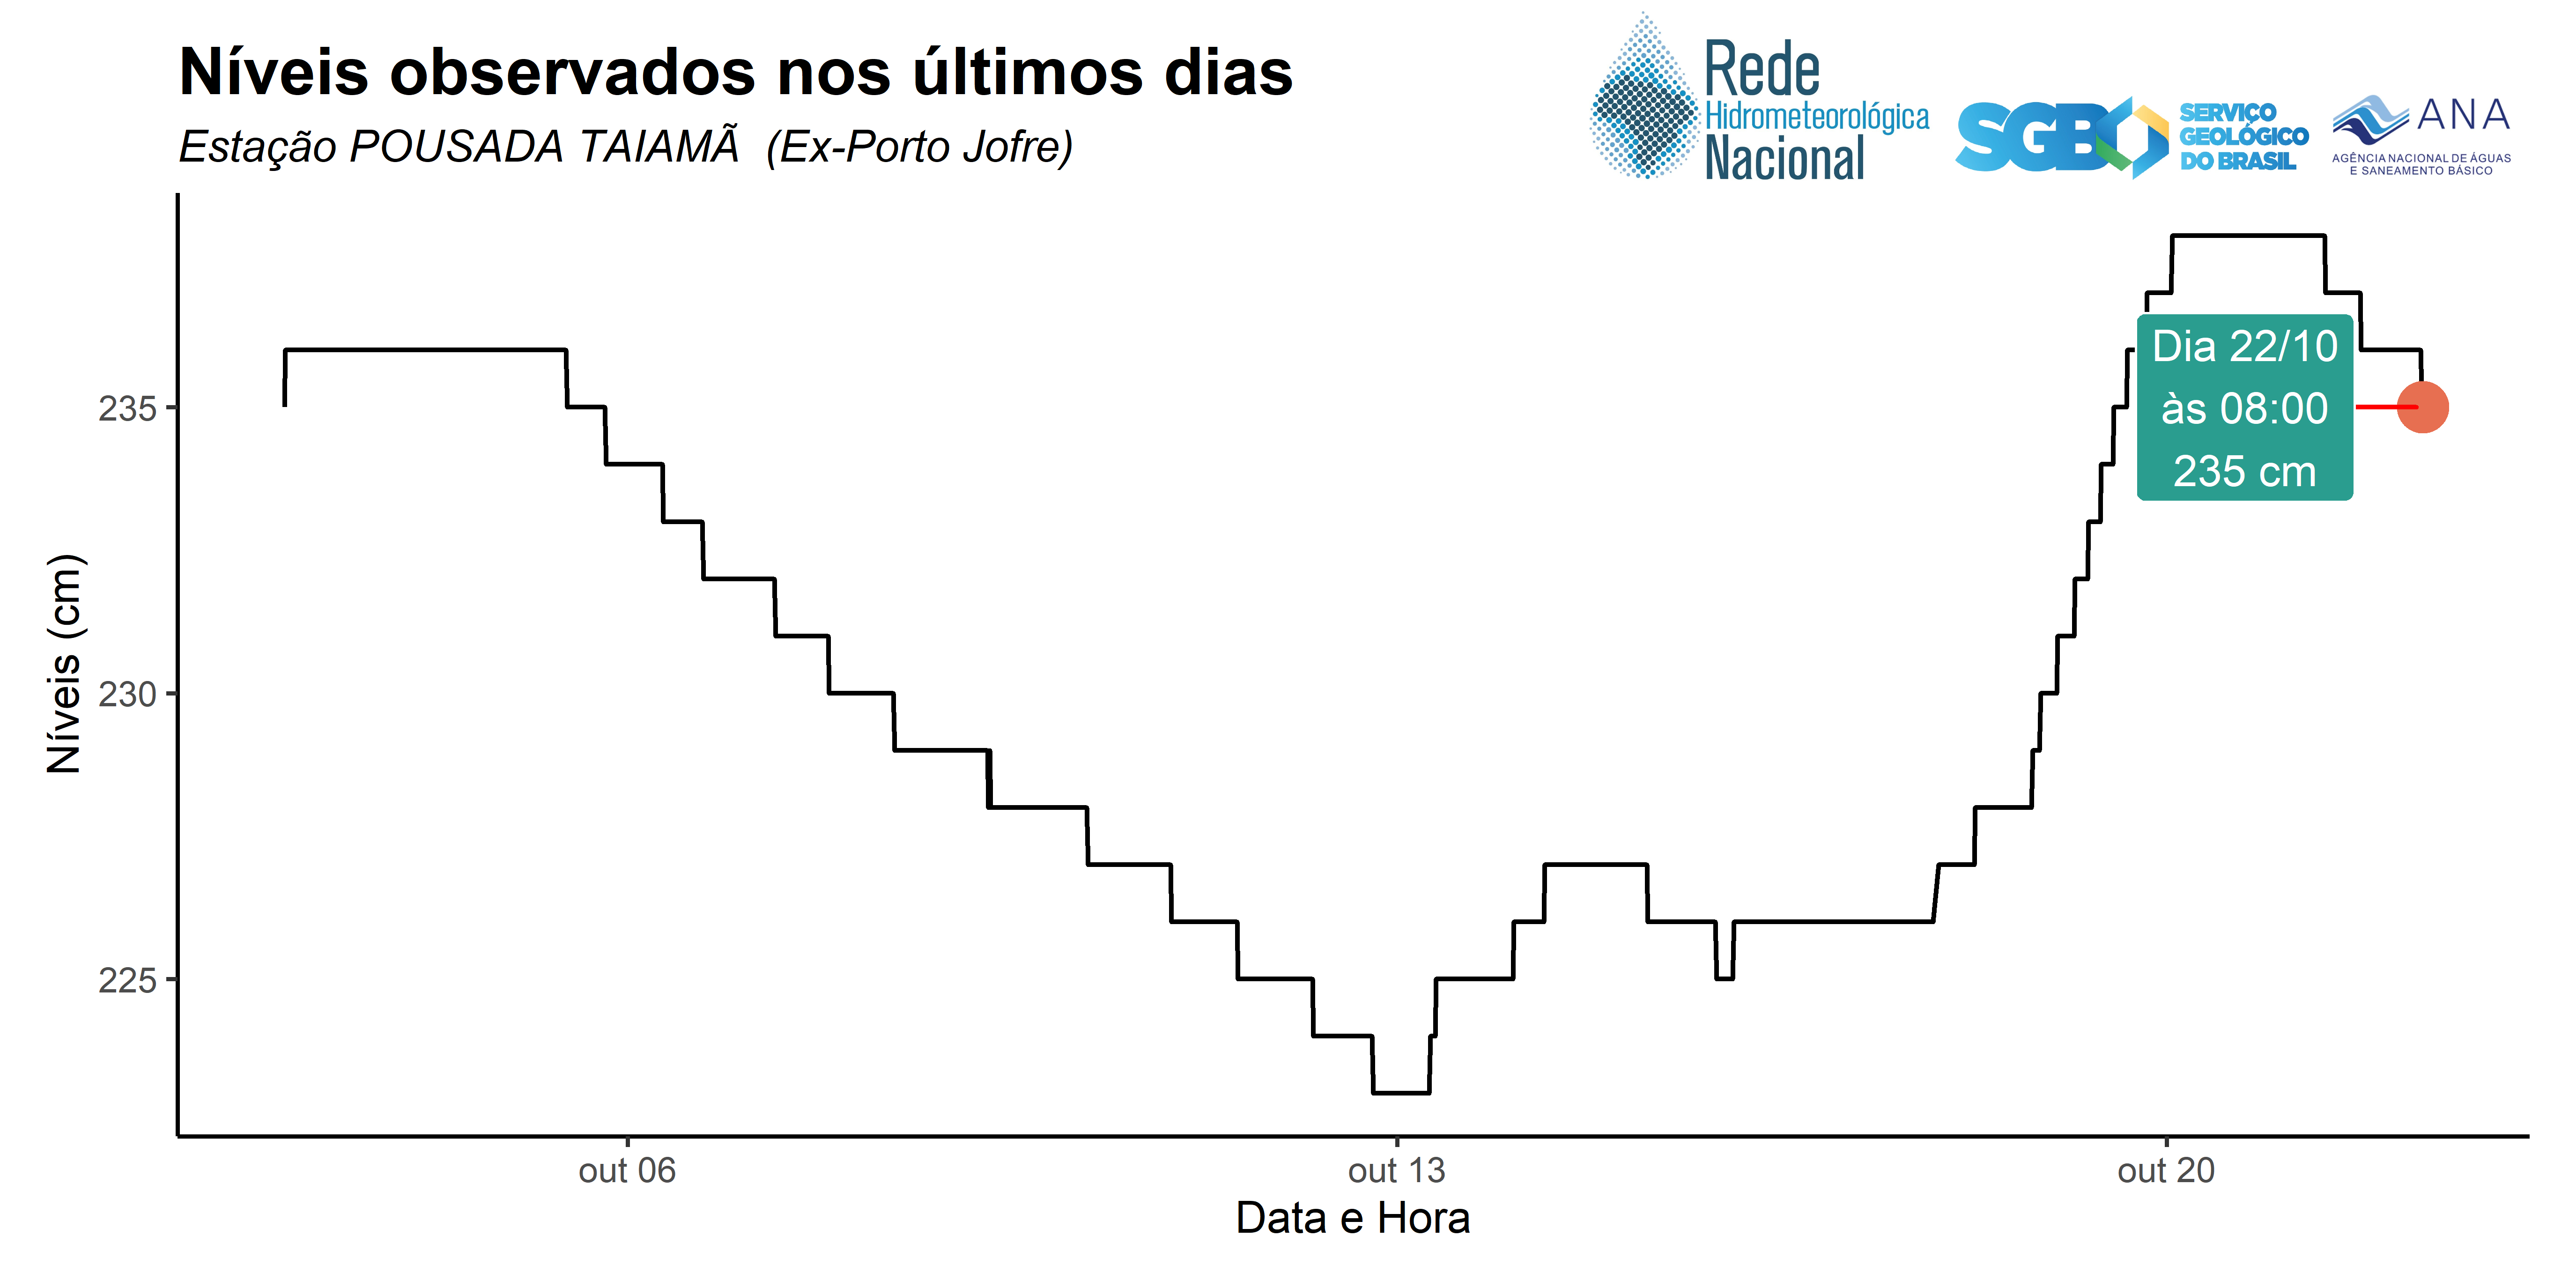 Níveis observados nos últimos dias
Estação POUSADA TAIAMÃ  (Ex-Porto Jofre)
Rede
Hidrometeorológica
Nacional
SGB
SERVIÇO
GEOLÓGICO
DO BRASIL
ANA
AGÊNCIA NACIONAL DE ÁGUAS
E SANEAMENTO BÁSICO
Níveis (cm)
235
230
225
Dia 22/10
às 08:00
235 cm
out 06
out 13
out 20
Data e Hora